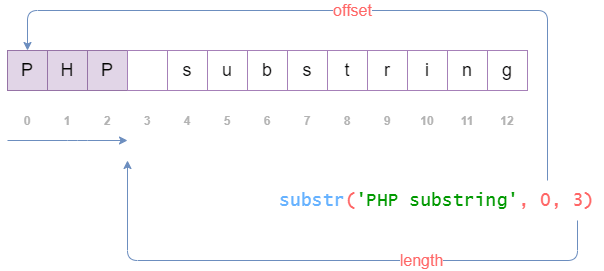 offset
P H P s u b s t r i n g
0 1 2 3 4 5 6 7 8 9 10 11 12
substr('PHP substring', 0, 3)
length